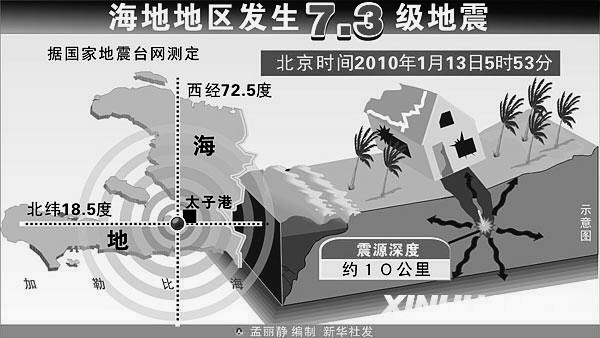 海地地区发生7.3级地震
据国家地震台网测定
北京时间2010年1月13日5时53分
西经72.5度
海
太子港
北纬18.5度
地
震源深度
约10公里
示意图
加勒比海
孟丽静 编制 新华社发